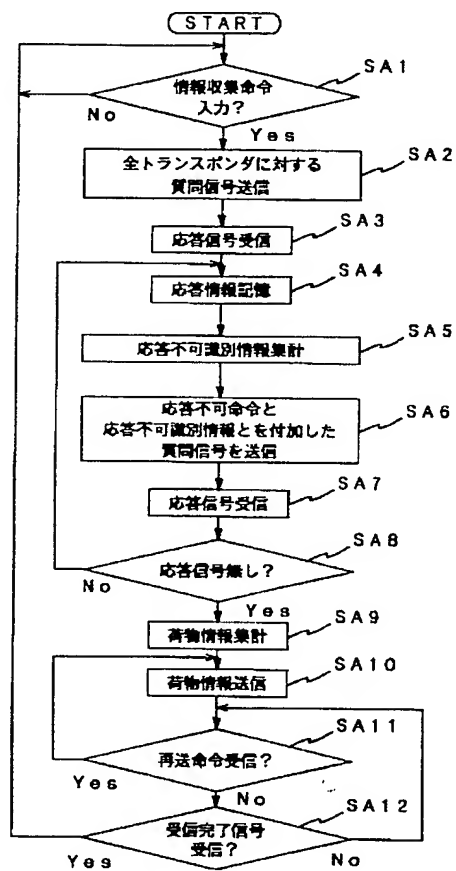 START
SA1
情報収集命令
入力?
No
Yes
SA2
全トランスポンダに対する
質問信号送信
SA3
応答信号受信
SA4
応答情報記憶
SA5
応答不可識別情報集計
SA6
応答不可命令と
応答不可識別情報とを付加した
質問信号を送信
SA7
応答信号受信
SA8
応答信号無し?
No
Yes
SA9
荷物情報集計
SA10
荷物情報送信
SA11
再送命令受信?
Yes
No
SA12
受信完了信号
受信?
Yes
No